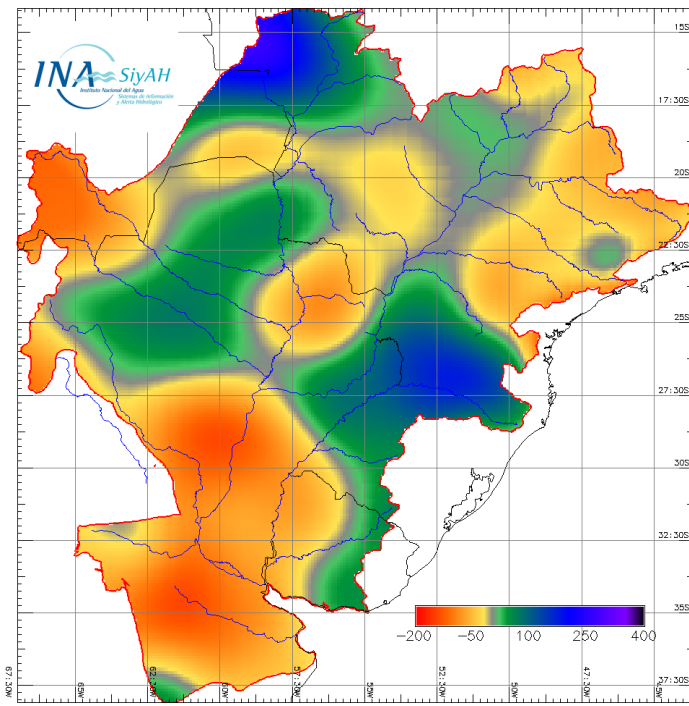 INA SiyAH
Instituto Nacional del Agua
Sistemas de Información
y Alerta Hidrológico
15S
17:30S
20S
22:30S
25S
27:30S
30S
32:30S
35S
−200 −50 25 100 250 400
37:30S
67:30W 65W 62:30W 60W 57:30W 55W 52:30W 50W 47:30W 45W